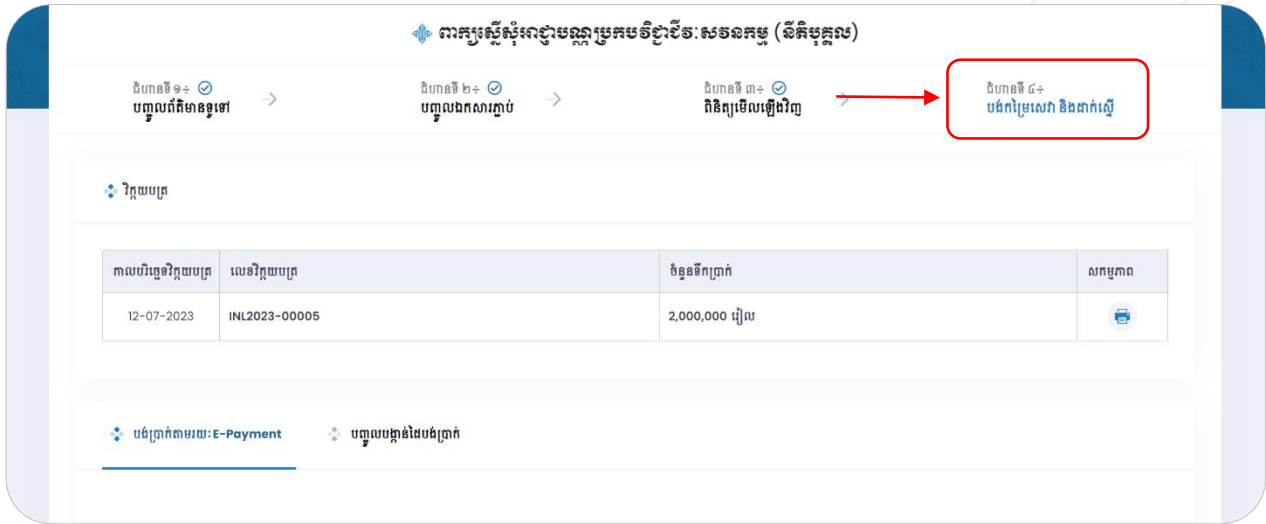 ពាក្យស្នើសុំអាជ្ញាបណ្ណប្រកបវិជ្ជាជីវៈសវនកម្ម (នីតិបុគ្គល)
ជំហានទី ១÷
បញ្ចូលព័ត៌មានទូទៅ
ជំហានទី ២÷
បញ្ចូលឯកសារភ្ជាប់
ជំហានទី ៣÷
ពិនិត្យមើលឡើងវិញ
ជំហានទី ៤÷
បង់កម្រៃសេវា និងដាក់ស្នើ
វិក្កយបត្រ
កាលបរិច្ឆេទវិក្កយបត្រ លេខវិក្កយបត្រ ចំនួនទឹកប្រាក់ សកម្មភាព
12-07-2023 INL2023-00005 2,000,000 រៀល
បង់ប្រាក់តាមរយៈ E-Payment បញ្ចូលបង្កាន់ដៃបង់ប្រាក់